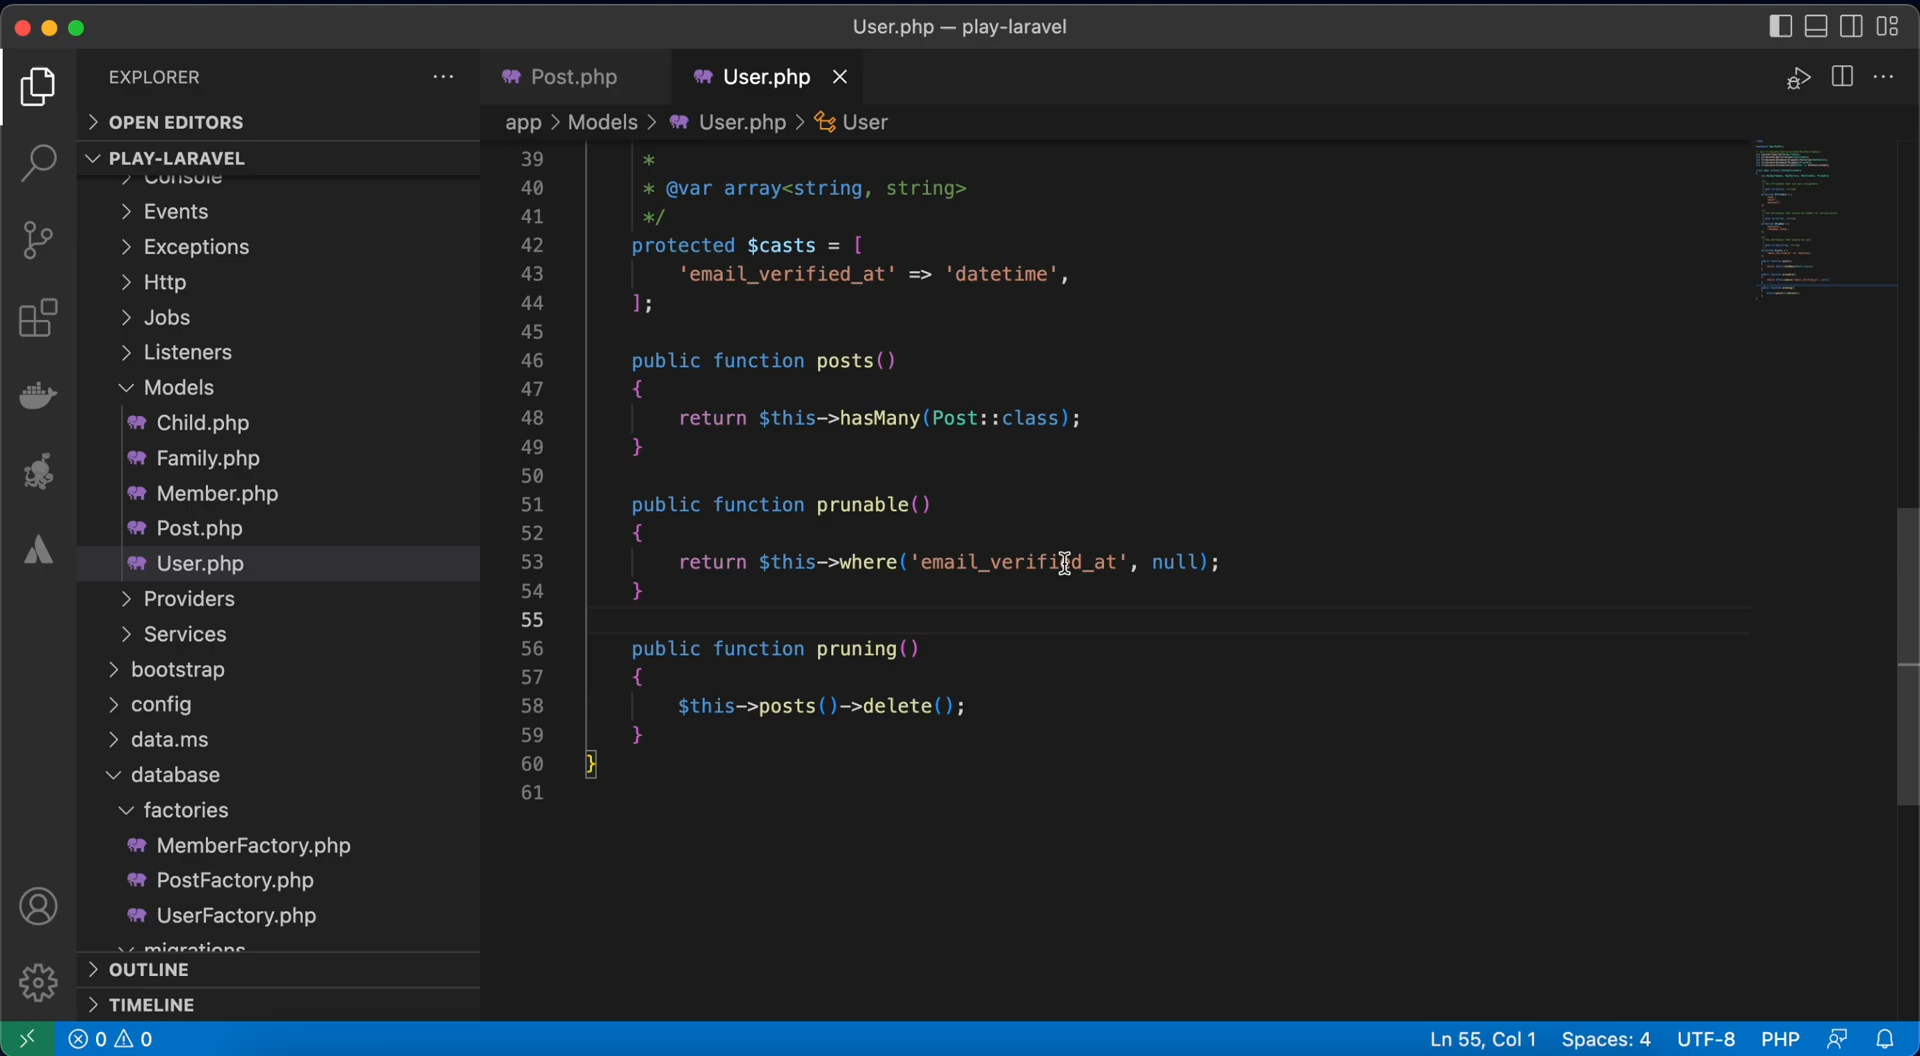 User.php — play-laravel
EXPLORER
Post.php
User.php
OPEN EDITORS
app > Models > User.php > User
PLAY-LARAVEL
Console
Events
Exceptions
Http
Jobs
Listeners
Models
Child.php
Family.php
Member.php
Post.php
User.php
Providers
Services
bootstrap
config
data.ms
database
factories
MemberFactory.php
PostFactory.php
UserFactory.php
migrations
OUTLINE
TIMELINE
39 *
40 * @var array<string, string>
41 */
42 protected $casts = [
43 'email_verified_at' => 'datetime',
44 ];
45
46 public function posts()
47 {
48 return $this->hasMany(Post::class);
49 }
50
51 public function prunable()
52 {
53 return $this->where('email_verified_at', null);
54 }
55
56 public function pruning()
57 {
58 $this->posts()->delete();
59 }
60 }
61
0 0
Ln 55, Col 1
Spaces: 4
UTF-8
PHP